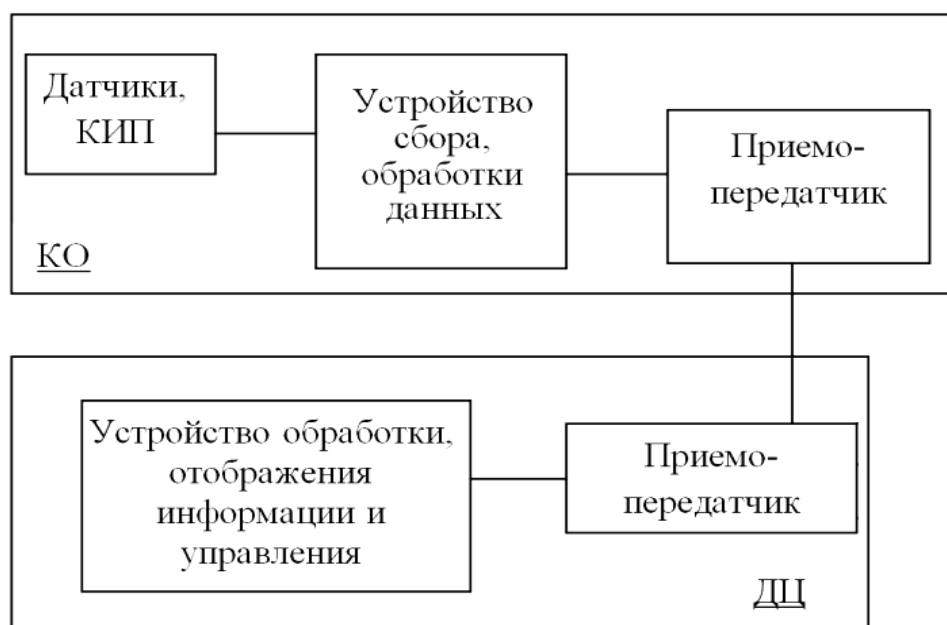 Датчики,
КИП
Устройство
сбора,
обработки
данных
Приемо-
передатчик
КО
Устройство обработки,
отображения
информации и
управления
Приемо-
передатчик
ДЦ